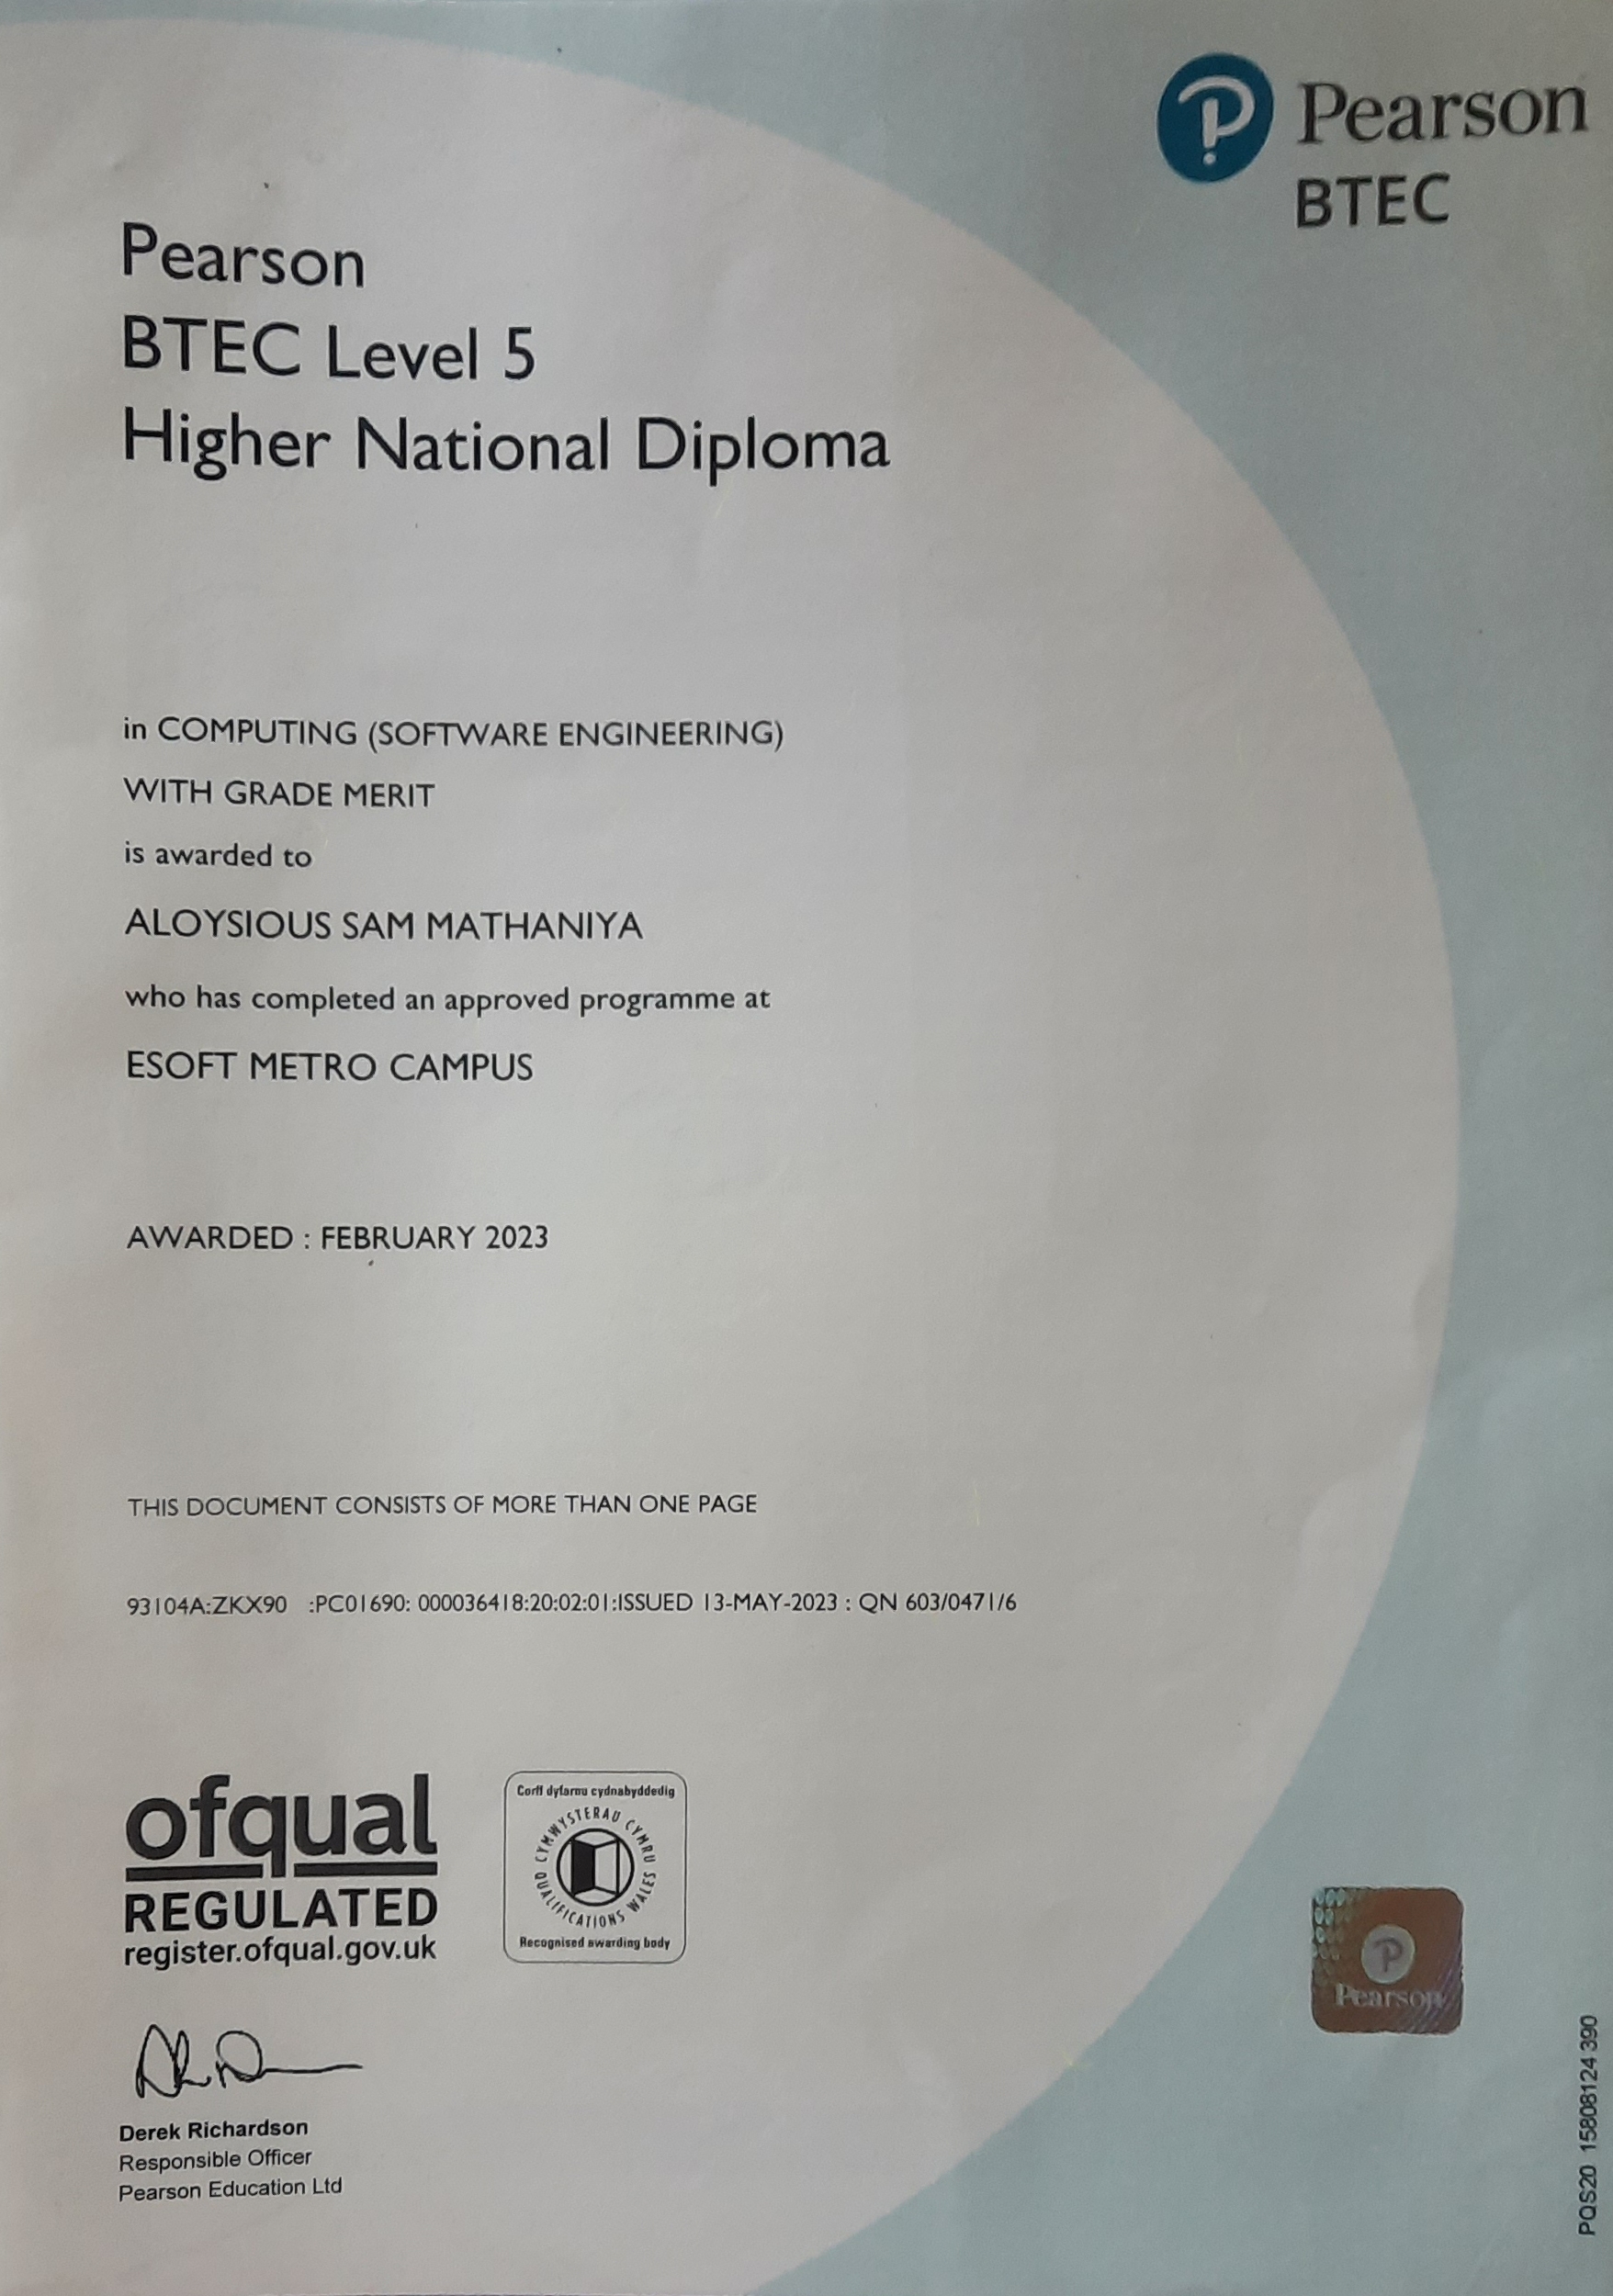 Pearson
BTEC
Pearson
BTEC Level 5
Higher National Diploma
in COMPUTING (SOFTWARE ENGINEERING)
WITH GRADE MERIT
is awarded to
ALOYSIOUS SAM MATHANIYA
who has completed an approved programme at
ESOFT METRO CAMPUS
AWARDED : FEBRUARY 2023
THIS DOCUMENT CONSISTS OF MORE THAN ONE PAGE
93104A:ZKX90 :PC01690: 000036418:20:02:01:ISSUED 13-MAY-2023 : QN 603/0471/6
ofqual
REGULATED
register.ofqual.gov.uk
Corff dyfarnu cydnabyddedig
CYMWYSTERAU CYMRU
QUALIFICATIONS WALES
Recognised awarding body
Pearson
Derek Richardson
Responsible Officer
Pearson Education Ltd
PQS20 15808124 390